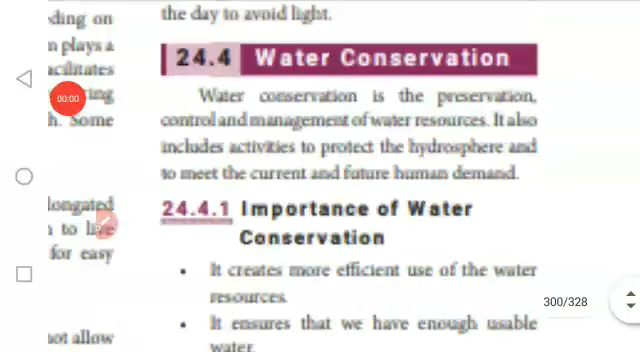 ding on
n plays a
acilitates
ring
h. Some
longated
to live
for easy
not allow
the day to avoid light.
24.4 Water Conservation
Water conservation is the preservation,
control and management of water resources. It also
includes activities to protect the hydrosphere and
to meet the current and future human demand.
24.4.1 Importance of Water
Conservation
• It creates more efficient use of the water
resources.
• It ensures that we have enough usable
water.
00:00
300/328